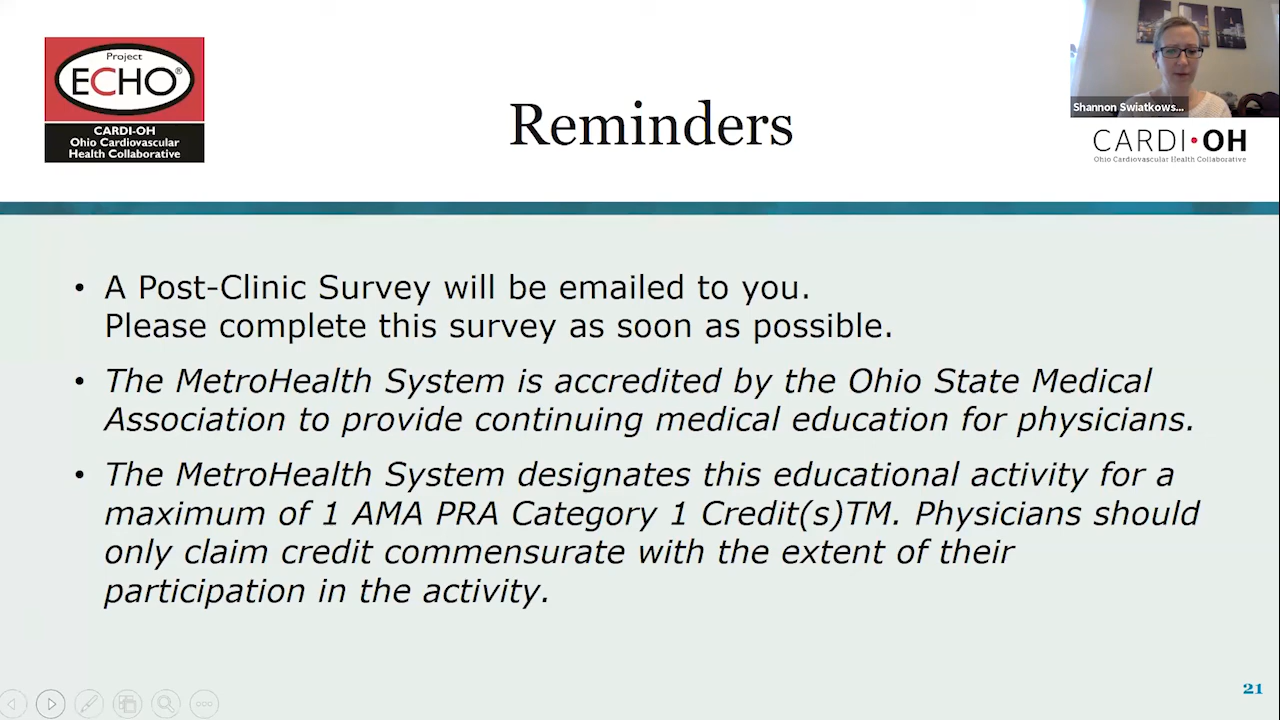 Project
ECHO®
CARDI-OH
Ohio Cardiovascular
Health Collaborative
Reminders
Shannon Swiatkows...
CARDI•OH
Ohio Cardiovascular Health Collaborative
• A Post-Clinic Survey will be emailed to you.
Please complete this survey as soon as possible.
• The MetroHealth System is accredited by the Ohio State Medical
Association to provide continuing medical education for physicians.
• The MetroHealth System designates this educational activity for a
maximum of 1 AMA PRA Category 1 Credit(s)TM. Physicians should
only claim credit commensurate with the extent of their
participation in the activity.
21